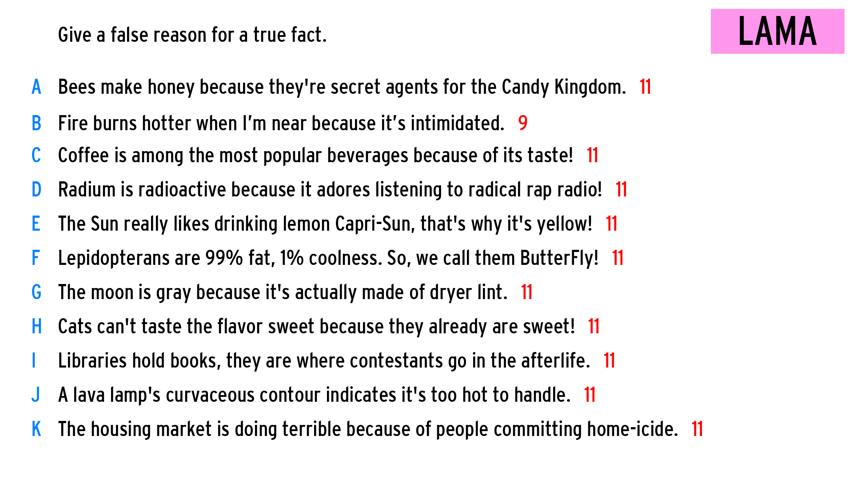 Give a false reason for a true fact.
LAMA
A Bees make honey because they're secret agents for the Candy Kingdom. 11
B Fire burns hotter when I’m near because it’s intimidated. 9
C Coffee is among the most popular beverages because of its taste! 11
D Radium is radioactive because it adores listening to radical rap radio! 11
E The Sun really likes drinking lemon Capri-Sun, that's why it's yellow! 11
F Lepidopterans are 99% fat, 1% coolness. So, we call them ButterFly! 11
G The moon is gray because it's actually made of dryer lint. 11
H Cats can't taste the flavor sweet because they already are sweet! 11
I Libraries hold books, they are where contestants go in the afterlife. 11
J A lava lamp's curvaceous contour indicates it's too hot to handle. 11
K The housing market is doing terrible because of people committing home-icide. 11